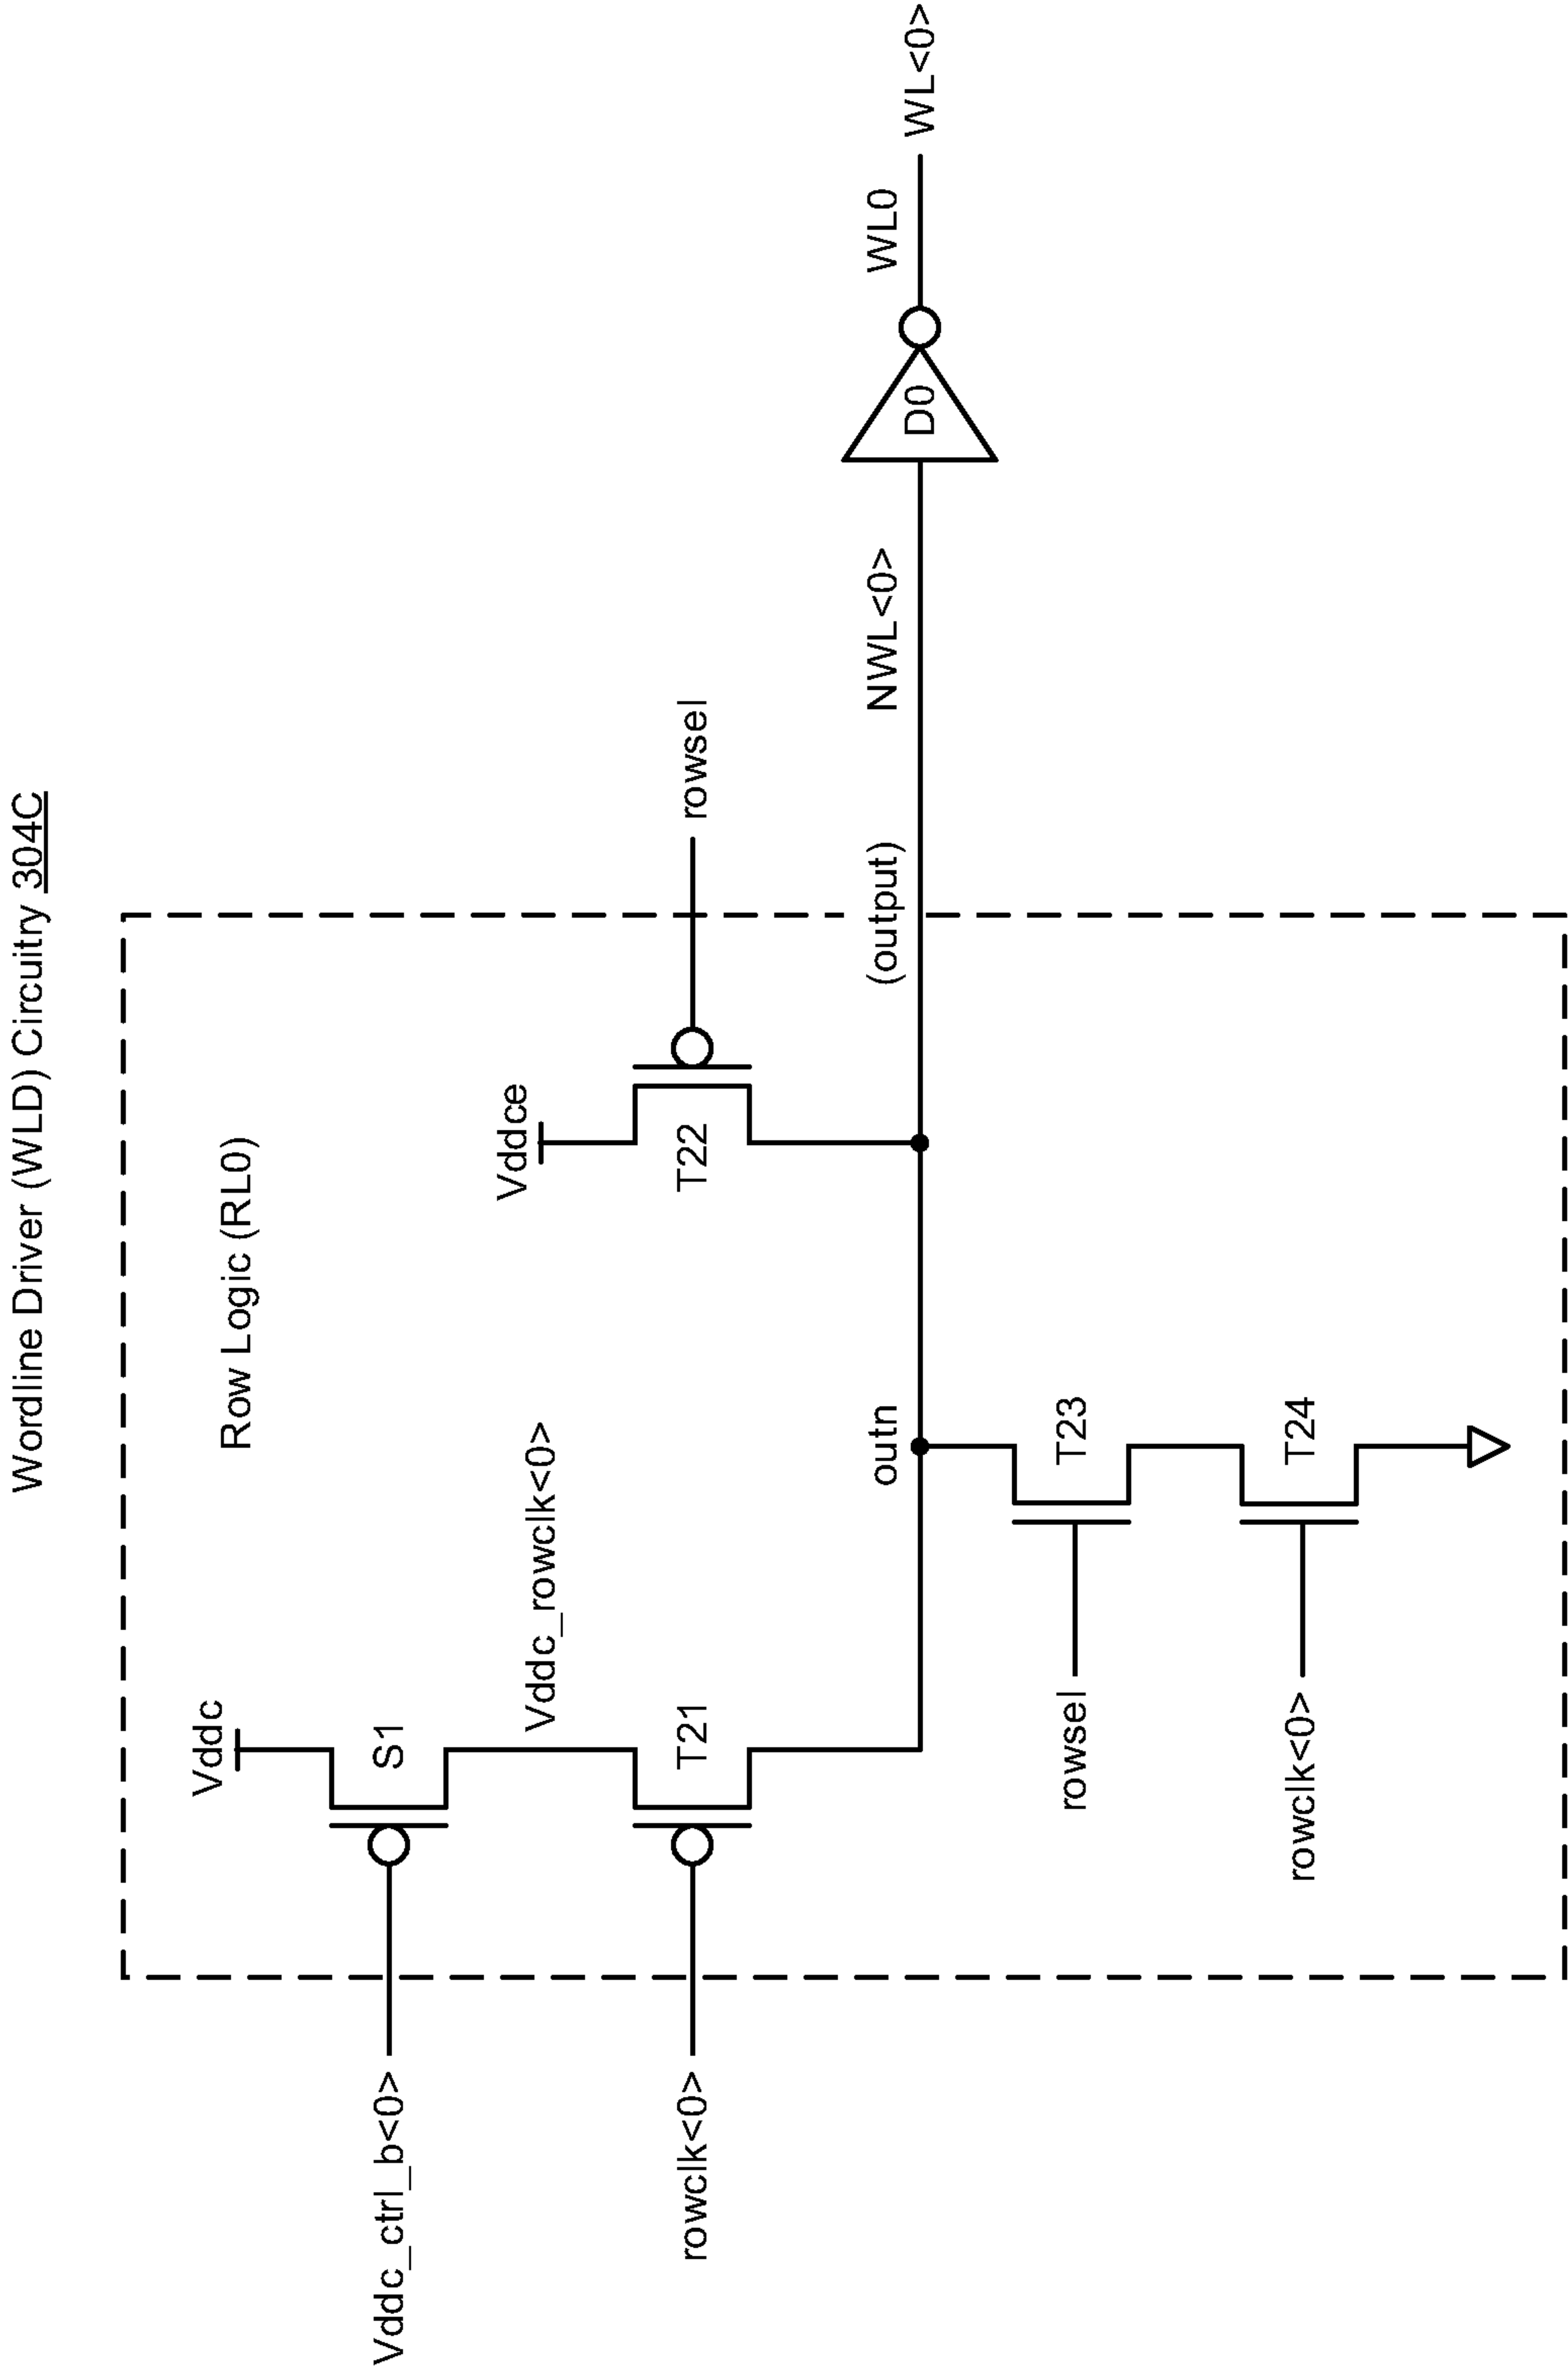 Wordline Driver (WLD) Circuitry 304C
Row Logic (RL0)
Vddc
Vddc_ctrl_b<0>
S1
Vddce
Vddc_rowclk<0>
rowclk<0>
T21
T22
rowsel
outn
(output)
NWL<0>
D0
WL0
WL<0>
rowsel
T23
rowclk<0>
T24